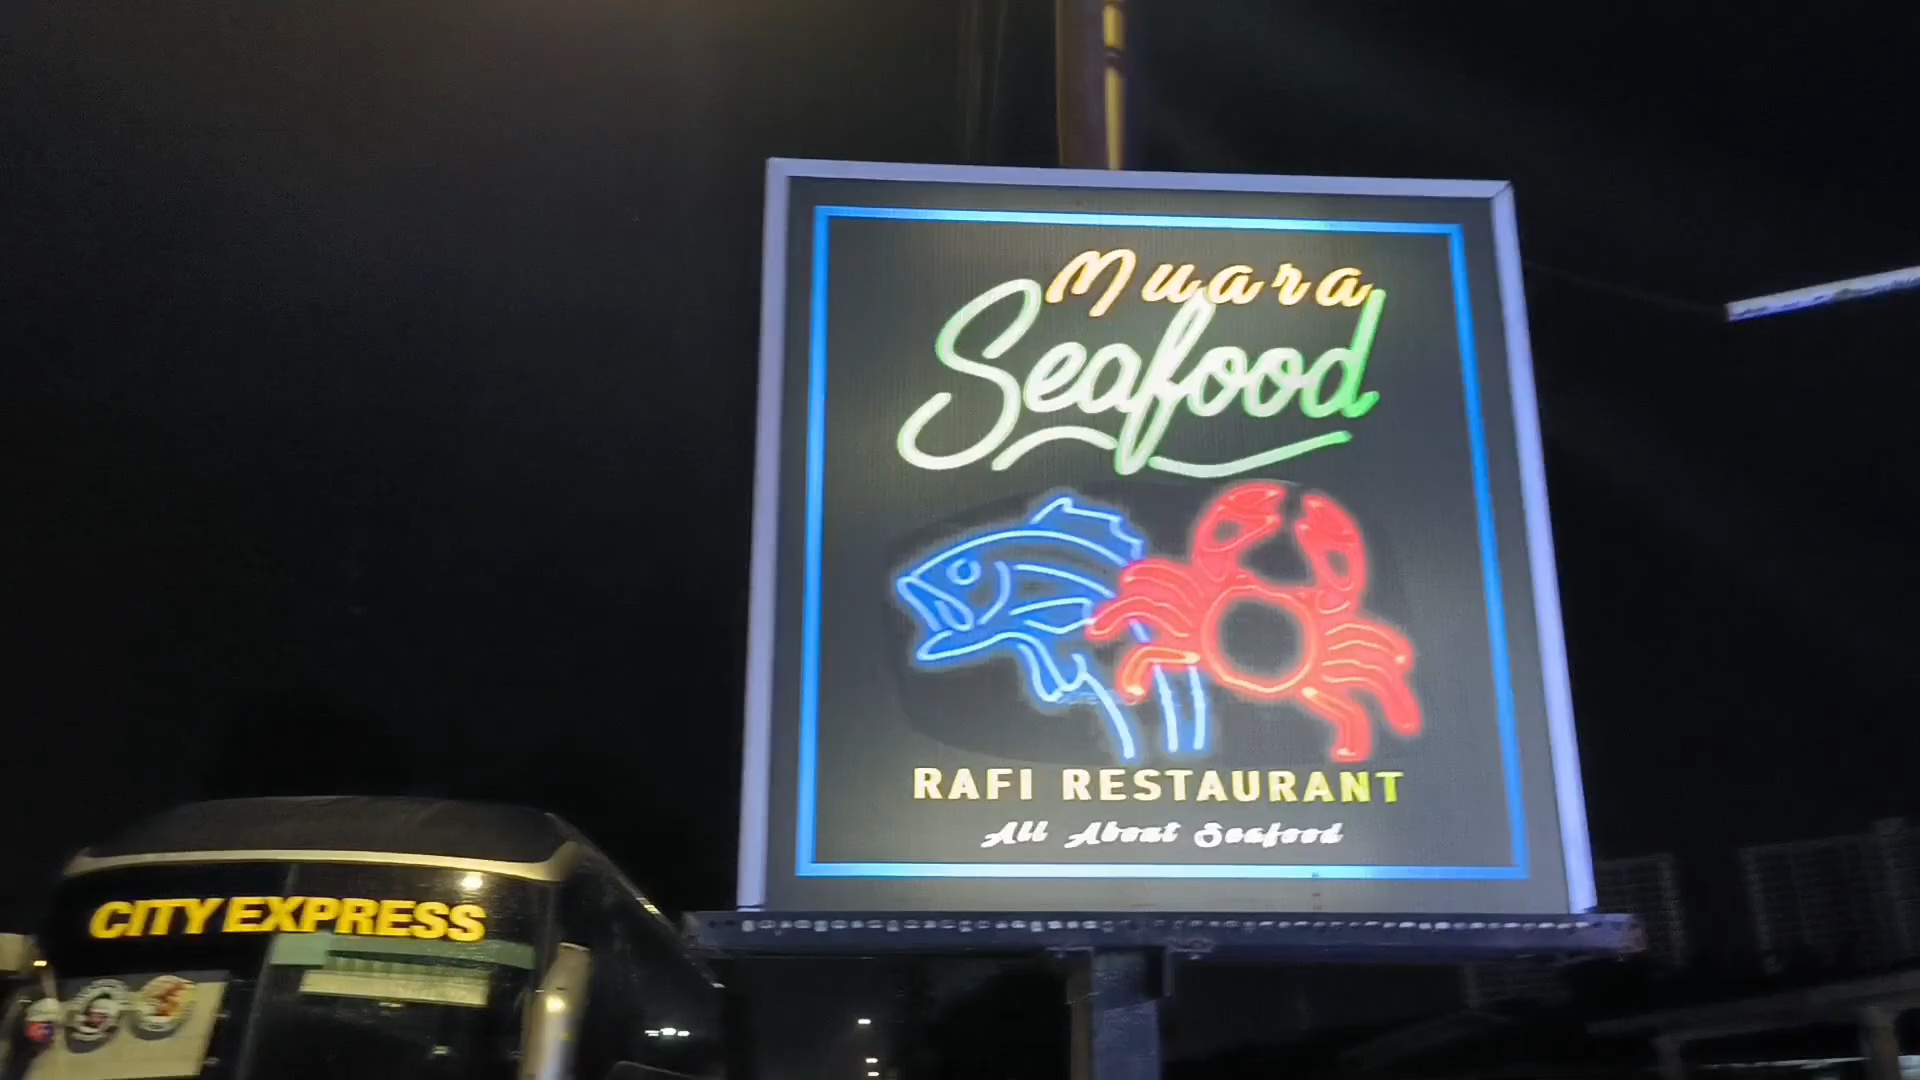 Muara
Seafood
RAFI RESTAURANT
All About Seafood
CITY EXPRESS